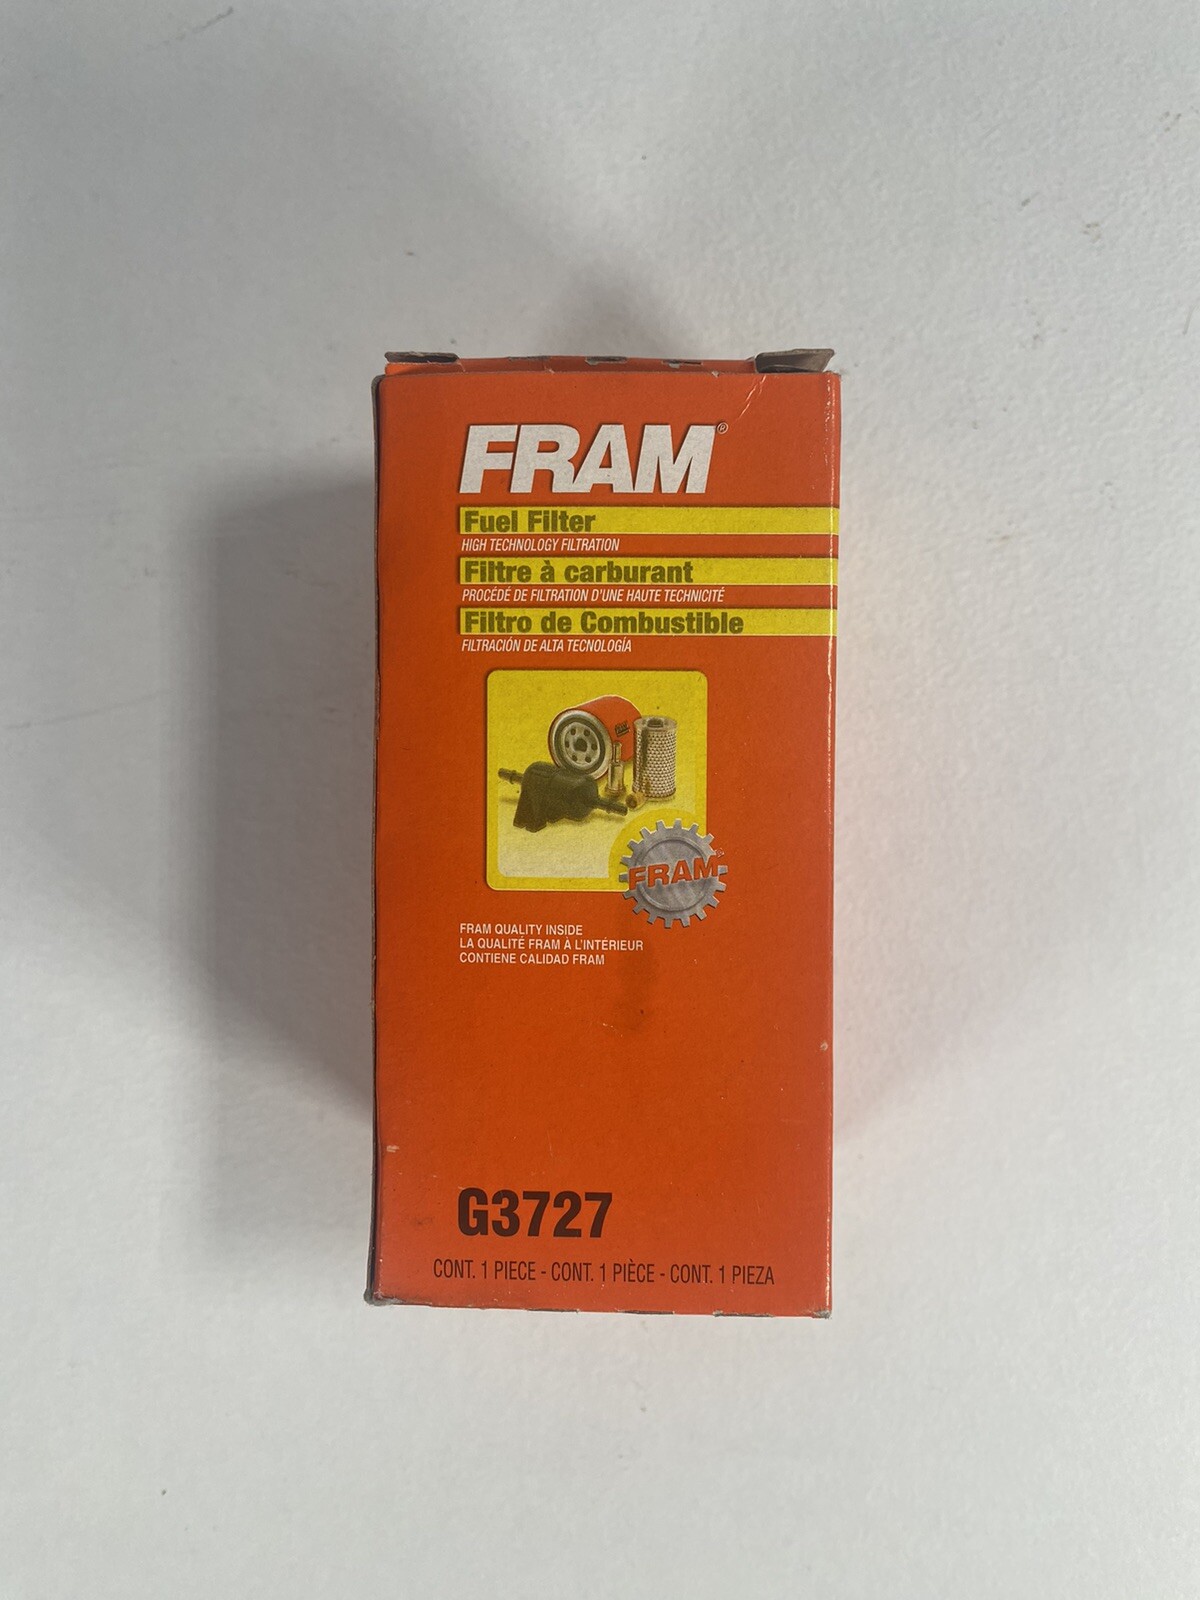 FRAM®
Fuel Filter
HIGH TECHNOLOGY FILTRATION
Filtre à carburant
PROCÉDÉ DE FILTRATION D'UNE HAUTE TECHNICITÉ
Filtro de Combustible
FILTRACIÓN DE ALTA TECNOLOGÍA
FRAM®
FRAM QUALITY INSIDE
LA QUALITÉ FRAM À L'INTÉRIEUR
CONTIENE CALIDAD FRAM
G3727
CONT. 1 PIECE - CONT. 1 PIÈCE - CONT. 1 PIEZA